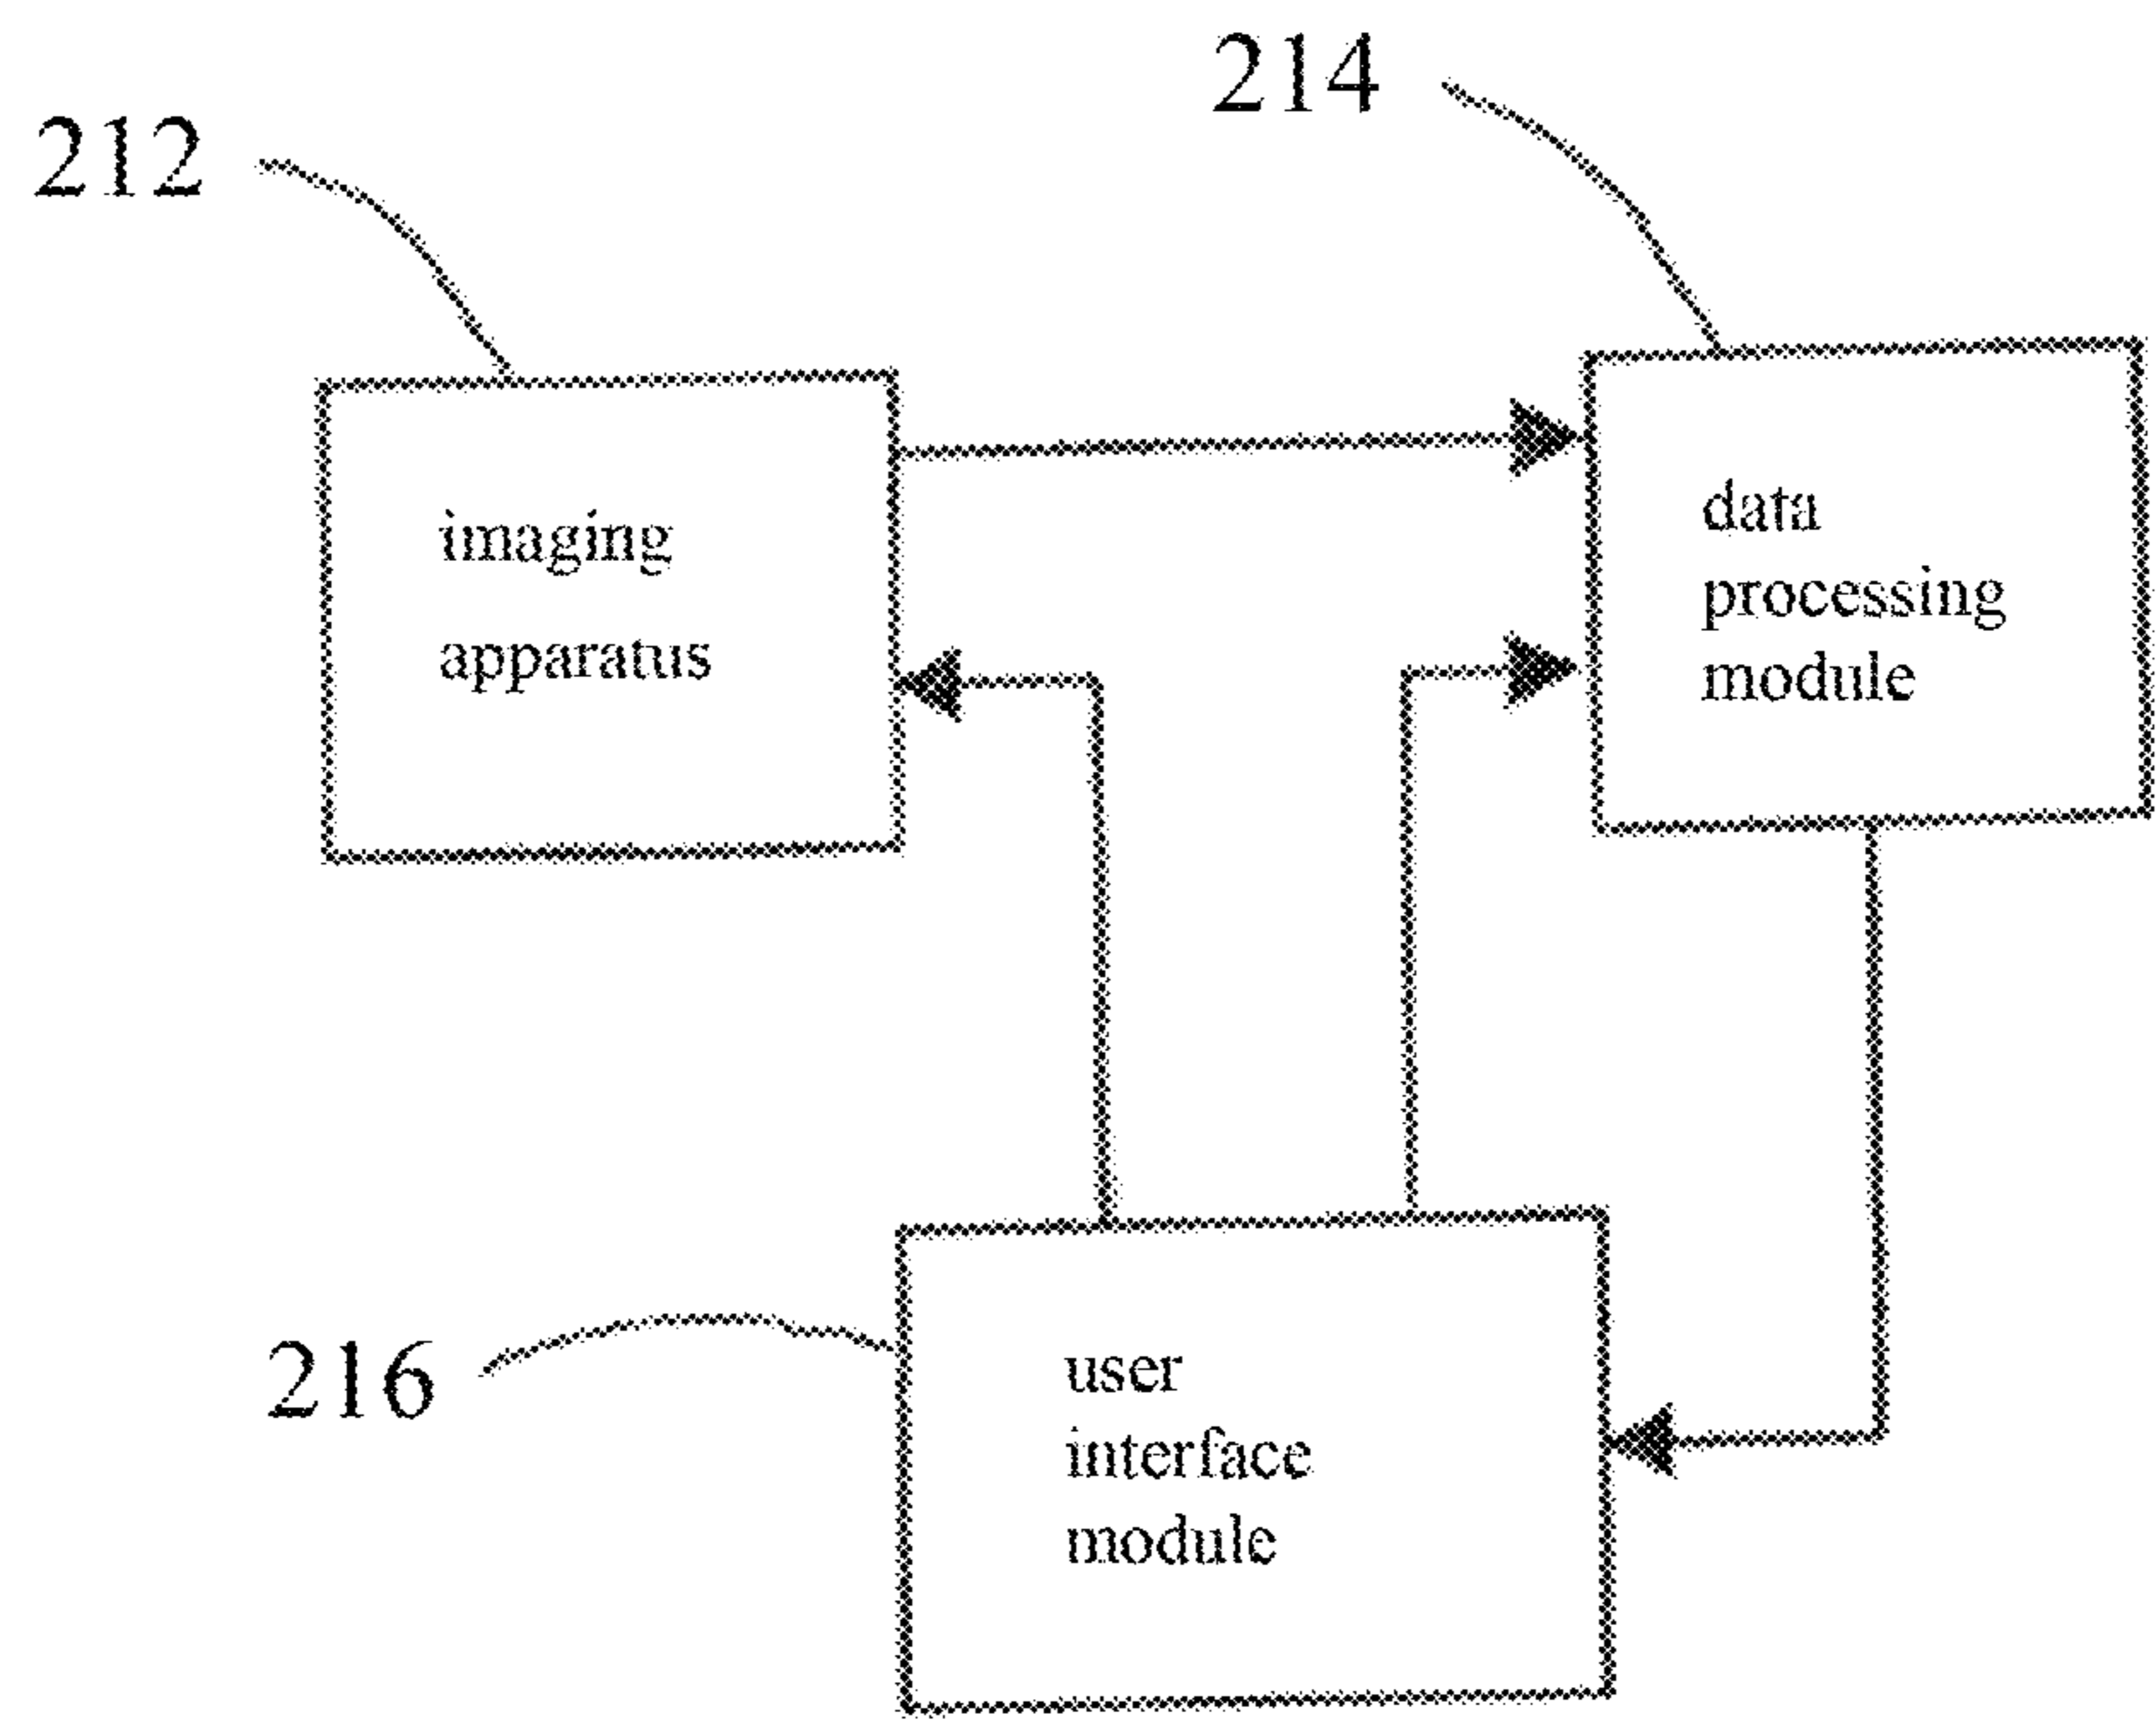 214
212
imaging
apparatus
data
processing
module
216
user
interface
module